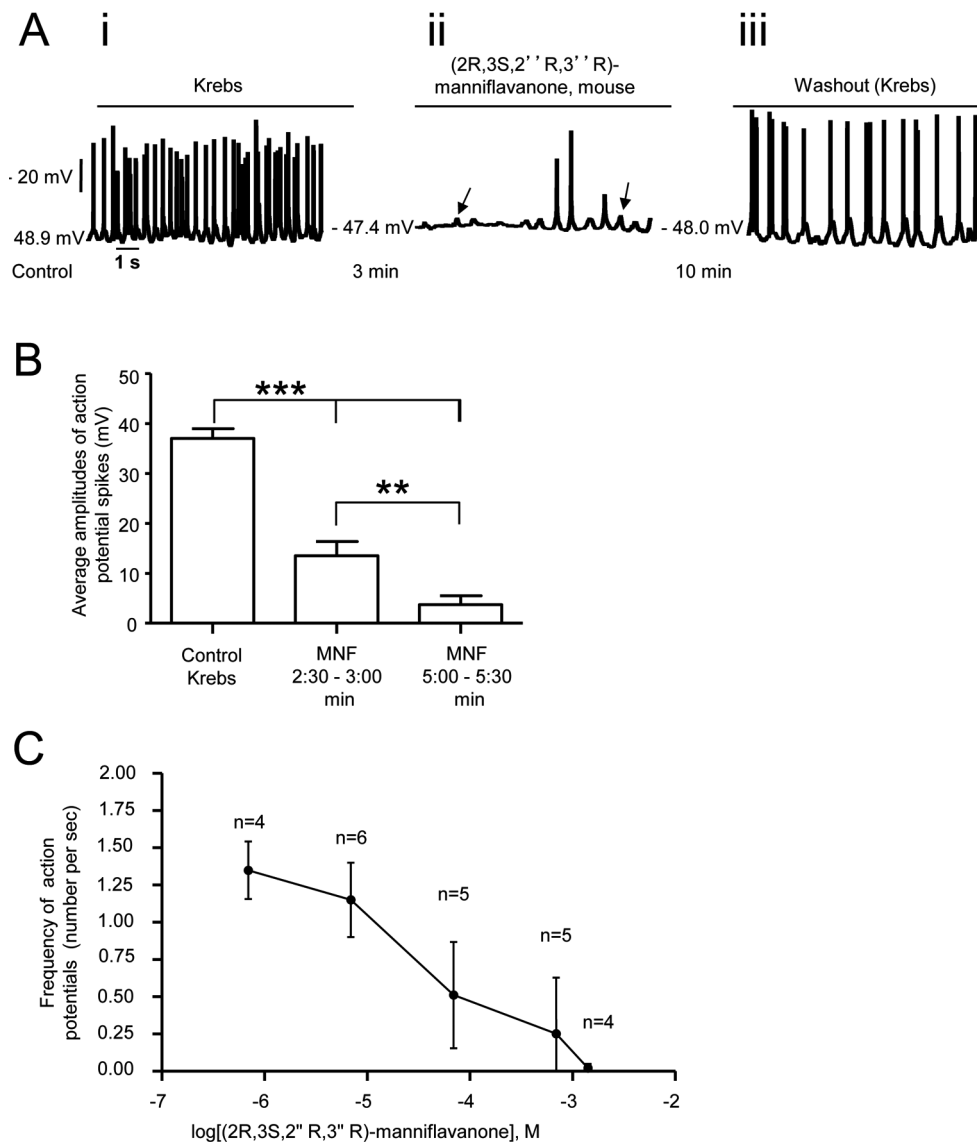 A
i
ii
iii
Krebs
(2R,3S,2’’R,3’’R)-
manniflavanone, mouse
Washout (Krebs)
- 20 mV
48.9 mV
- 47.4 mV
- 48.0 mV
1 s
Control
3 min
10 min
B
Average amplitudes of action
potential spikes (mV)
50
40
30
20
10
0
***
**
Control
Krebs
MNF
2:30 - 3:00
min
MNF
5:00 - 5:30
min
C
Frequency of action
potentials (number per sec)
2.00
1.75
1.50
1.25
1.00
0.75
0.50
0.25
0.00
n=4
n=6
n=5
n=5
n=4
-7
-6
-5
-4
-3
-2
log[(2R,3S,2" R,3" R)-manniflavanone], M